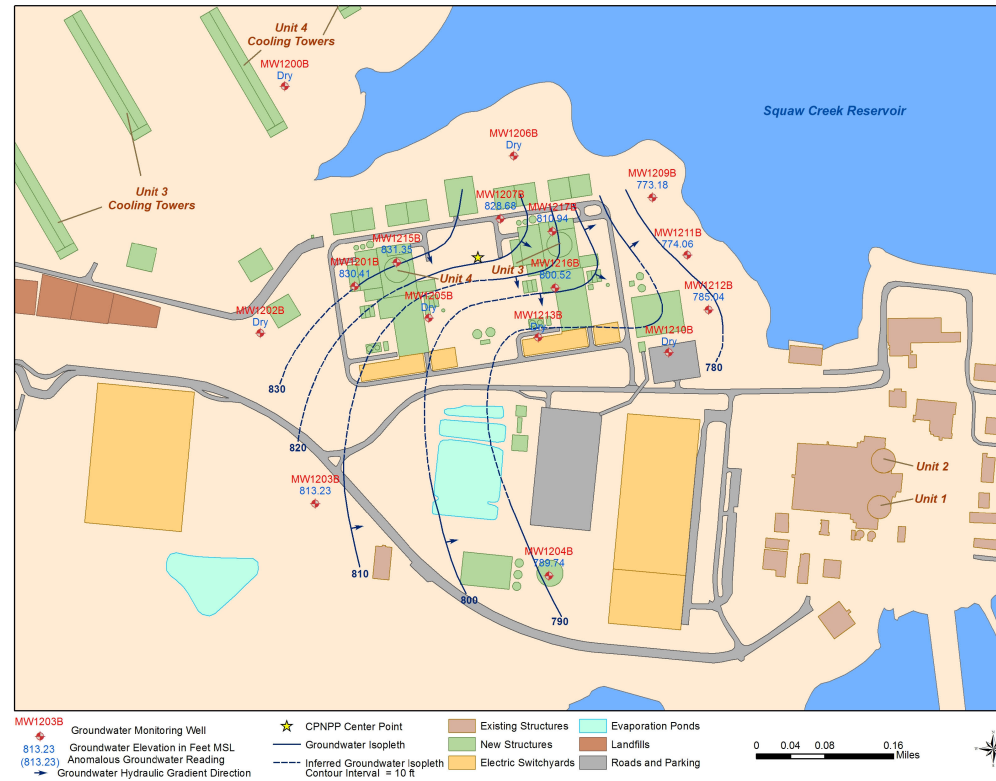 Unit 4
Cooling Towers
MW1200B
Dry
Squaw Creek Reservoir
MW1206B
Dry
Unit 3
Cooling Towers
MW1209B
773.18
MW1207B
828.68
MW1217B
810.94
MW1211B
774.06
MW1215B
831.35
MW1201B
830.41
Unit 4
Unit 3
MW1216B
800.52
MW1212B
785.04
MW1202B
Dry
MW1205B
Dry
MW1213B
Dry
MW1210B
Dry
780
830
820
MW1203B
813.23
Unit 2
Unit 1
810
MW1204B
789.74
800
790
MW1203B
Groundwater Monitoring Well
813.23 Groundwater Elevation in Feet MSL
(813.23) Anomalous Groundwater Reading
Groundwater Hydraulic Gradient Direction
CPNPP Center Point
Groundwater Isopleth
Inferred Groundwater Isopleth
Contour Interval = 10 ft
Existing Structures
New Structures
Electric Switchyards
Evaporation Ponds
Landfills
Roads and Parking
0 0.04 0.08 0.16
Miles